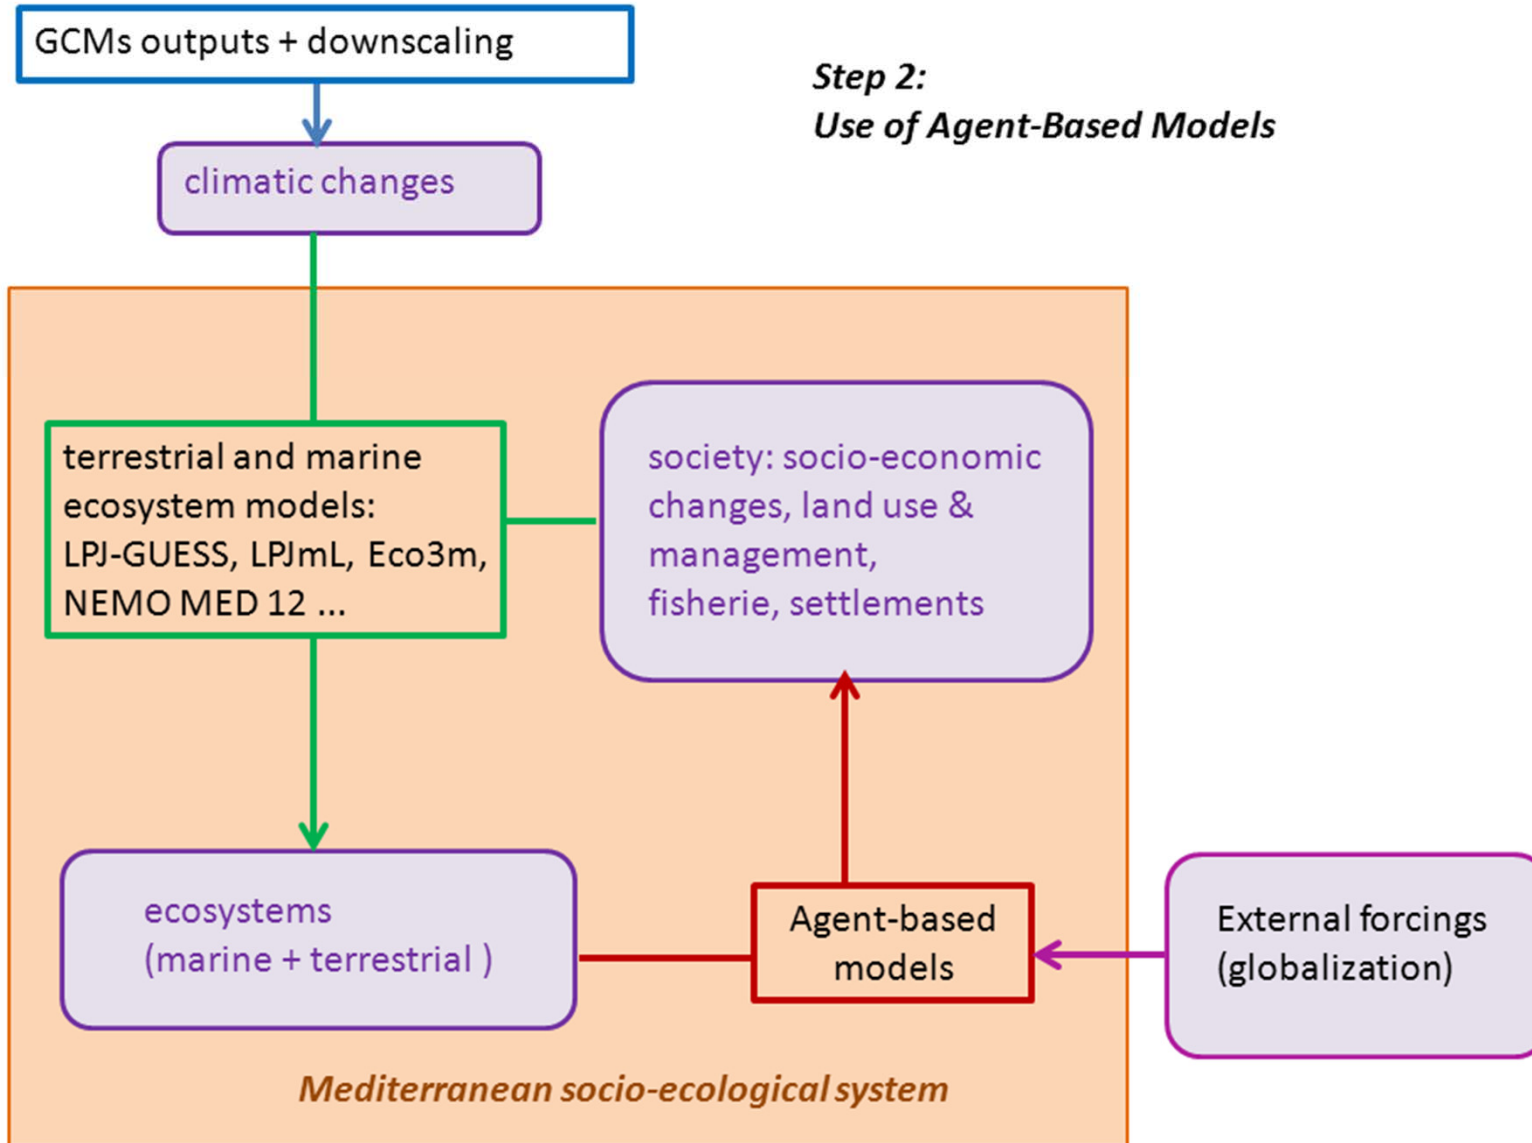 GCMs outputs + downscaling
Step 2:
Use of Agent-Based Models
climatic changes
terrestrial and marine
ecosystem models:
LPJ-GUESS, LPJmL, Eco3m,
NEMO MED 12 ...
society: socio-economic
changes, land use &
management,
fisherie, settlements
ecosystems
(marine + terrestrial )
Agent-based
models
External forcings
(globalization)
Mediterranean socio-ecological system